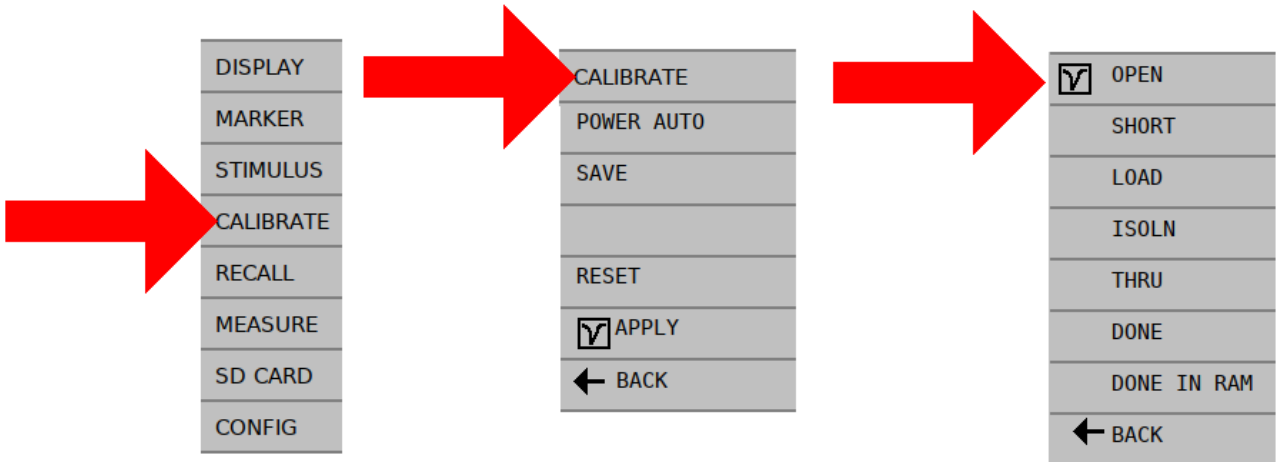 DISPLAY
MARKER
STIMULUS
CALIBRATE
RECALL
MEASURE
SD CARD
CONFIG
CALIBRATE
POWER AUTO
SAVE
RESET
APPLY
BACK
OPEN
SHORT
LOAD
ISOLN
THRU
DONE
DONE IN RAM
BACK